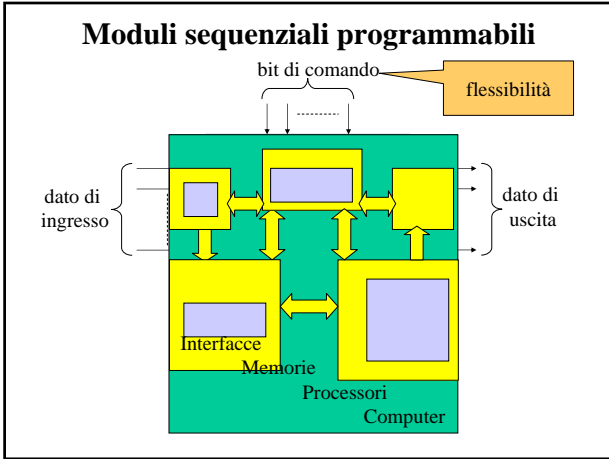 Moduli sequenziali programmabili
bit di comando
flessibilità
dato di
ingresso
dato di
uscita
Interfacce
Memorie
Processori
Computer